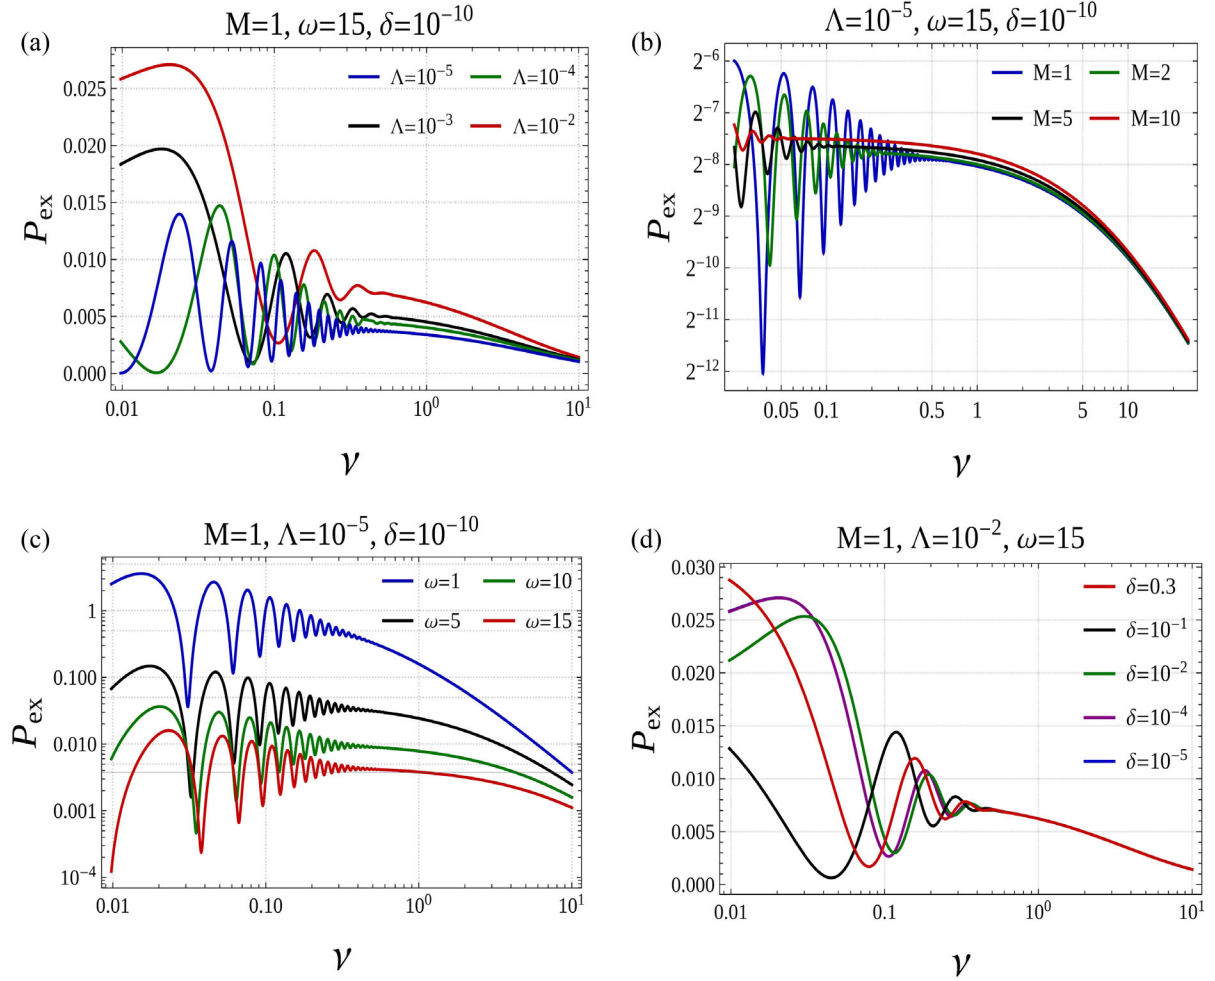 (a)
M=1, ω=15, δ=10⁻¹⁰
Λ=10⁻⁵ Λ=10⁻⁴
Λ=10⁻³ Λ=10⁻²
0.025
0.020
0.015
0.010
0.005
0.000
P_ex
0.01 0.1 10⁰ 10¹
γ
(b)
Λ=10⁻⁵, ω=15, δ=10⁻¹⁰
M=1 M=2
M=5 M=10
2⁻⁶
2⁻⁷
2⁻⁸
2⁻⁹
2⁻¹⁰
2⁻¹¹
2⁻¹²
P_ex
0.05 0.1 0.5 1 5 10
γ
(c)
M=1, Λ=10⁻⁵, δ=10⁻¹⁰
ω=1 ω=10
ω=5 ω=15
1
0.100
0.010
0.001
10⁻⁴
P_ex
0.01 0.10 10⁰ 10¹
γ
(d)
M=1, Λ=10⁻², ω=15
δ=0.3
δ=10⁻¹
δ=10⁻²
δ=10⁻⁴
δ=10⁻⁵
0.030
0.025
0.020
0.015
0.010
0.005
0.000
P_ex
0.01 0.1 10⁰ 10¹
γ